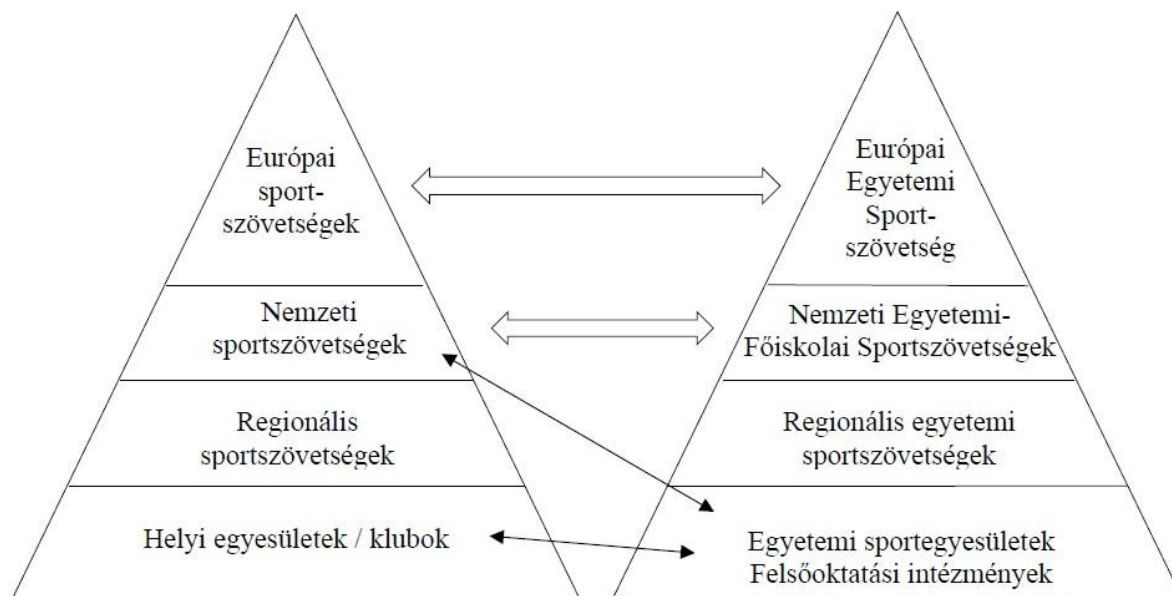 Európai
sport-
szövetségek
Nemzeti
sportszövetségek
Regionális
sportszövetségek
Helyi egyesületek / klubok
Európai
Egyetemi
Sport-
szövetség
Nemzeti Egyetemi-
Főiskolai Sportszövetségek
Regionális egyetemi
sportszövetségek
Egyetemi sportegyesületek
Felsőoktatási intézmények